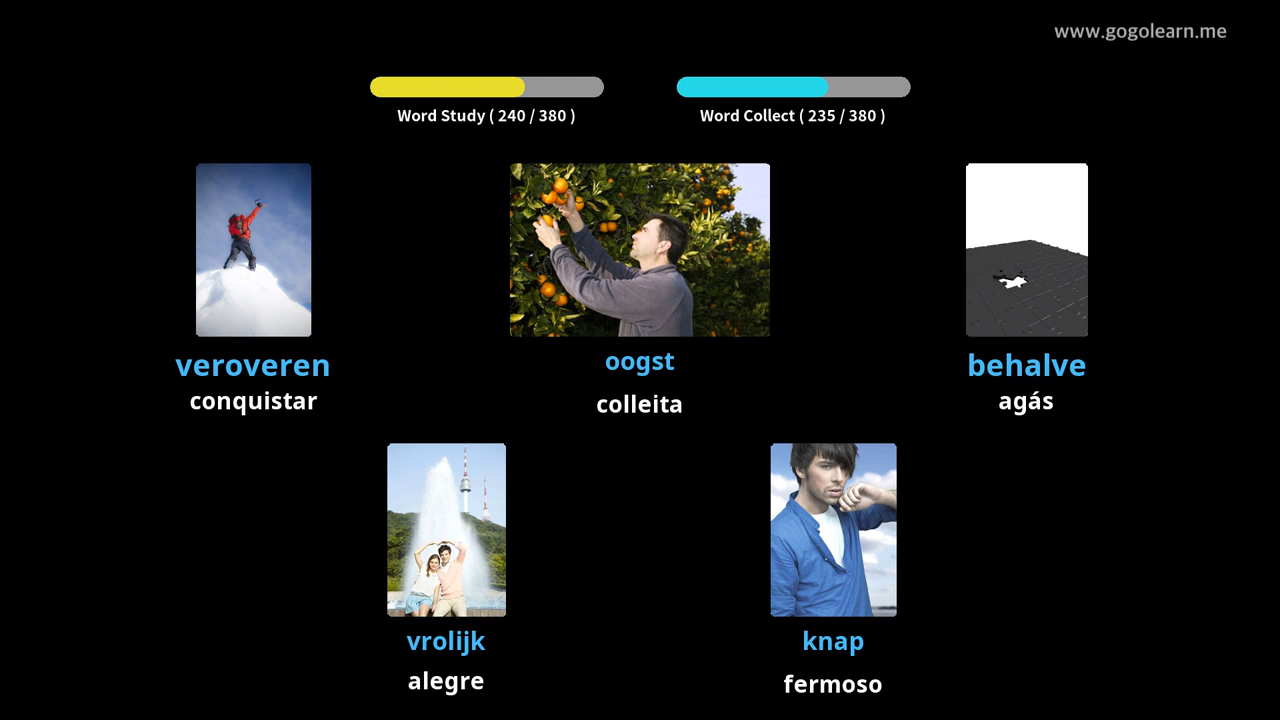 www.gogolearn.me
Word Study ( 240 / 380 )
Word Collect ( 235 / 380 )
veroveren
conquistar
oogst
colleita
behalve
agás
vrolijk
alegre
knap
fermoso